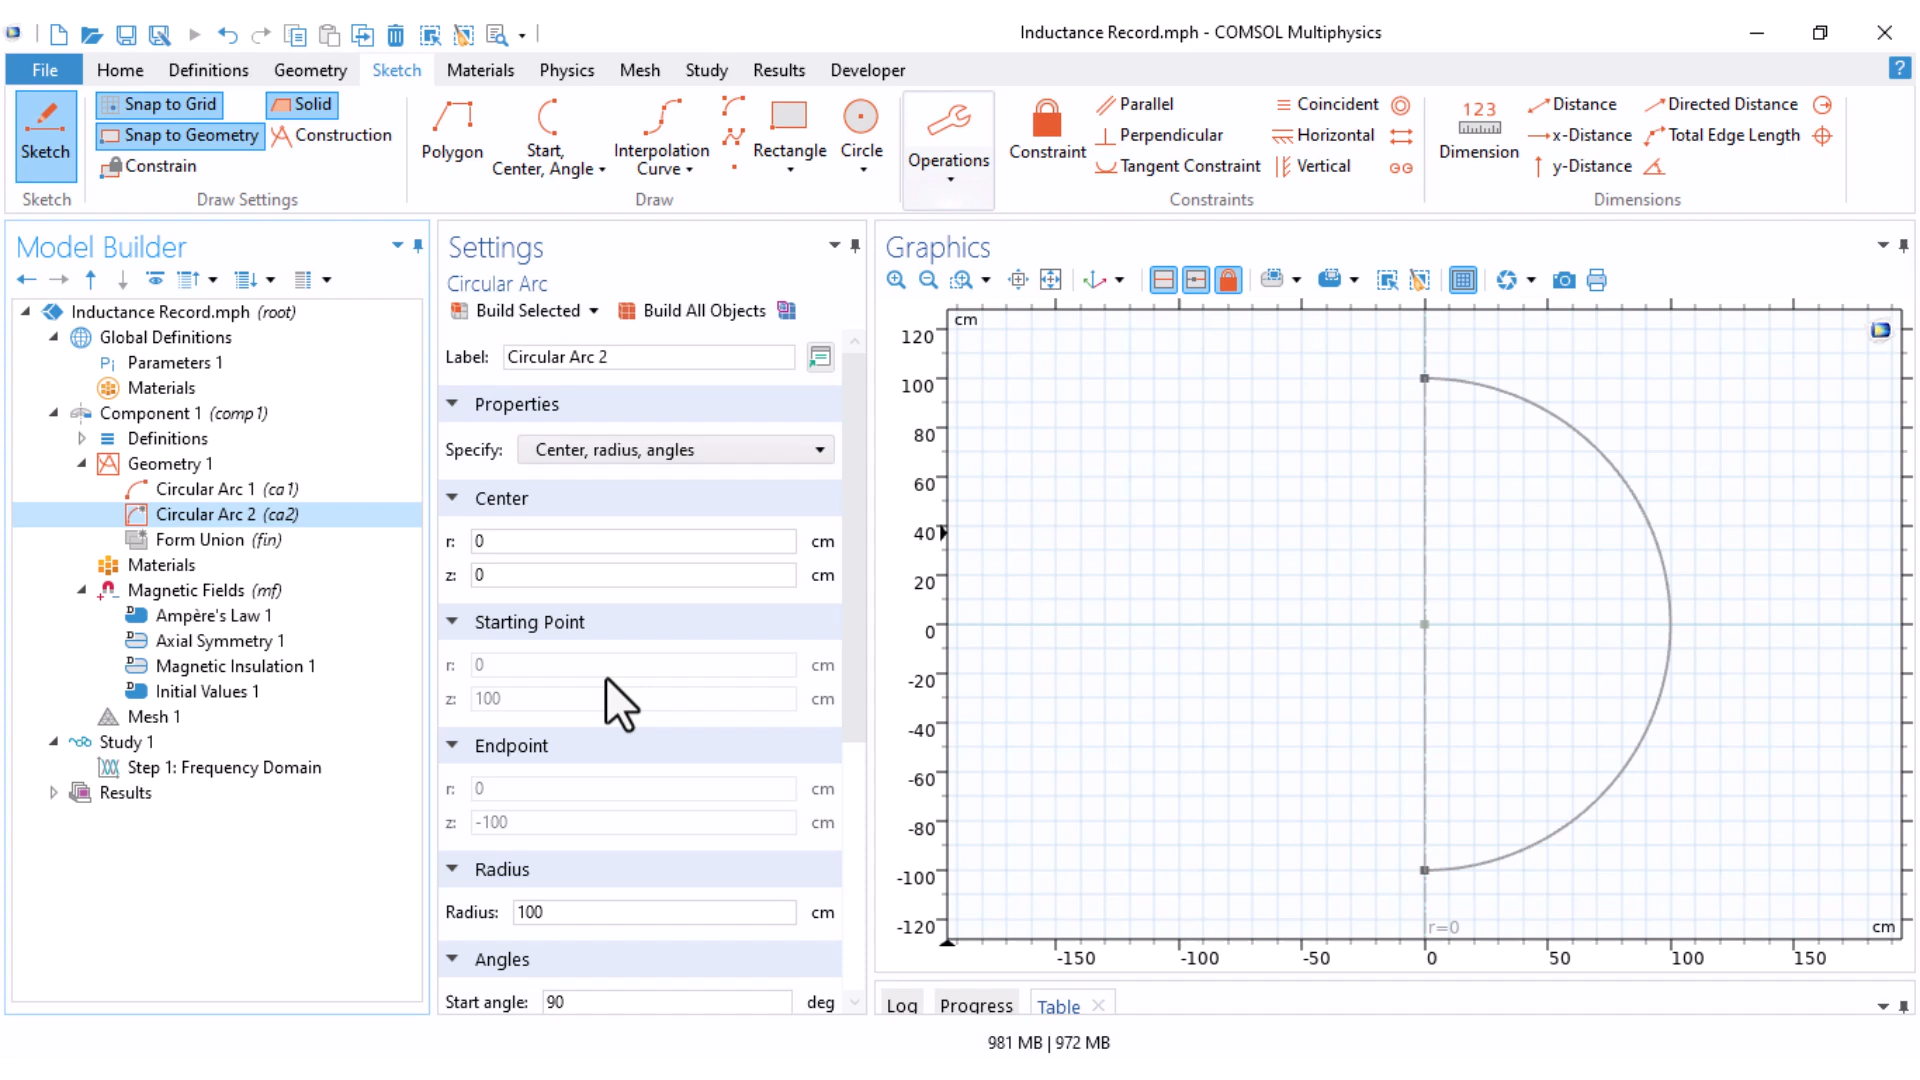 Inductance Record.mph - COMSOL Multiphysics
File Home Definitions Geometry Sketch Materials Physics Mesh Study Results Developer ?
Sketch
Sketch
Snap to Grid
Solid
Snap to Geometry
Construction
Constrain
Draw Settings
Polygon
Start,
Center, Angle
Interpolation
Curve
Rectangle
Circle
Draw
Operations
Constraint
Parallel
Perpendicular
Tangent Constraint
Coincident
Horizontal
Vertical
Constraints
123
Dimension
Distance
x-Distance
y-Distance
Directed Distance
Total Edge Length
Dimensions
Model Builder
Inductance Record.mph (root)
Global Definitions
Pi Parameters 1
Materials
Component 1 (comp1)
Definitions
Geometry 1
Circular Arc 1 (ca1)
Circular Arc 2 (ca2)
Form Union (fin)
Materials
Magnetic Fields (mf)
D Ampère's Law 1
D Axial Symmetry 1
D Magnetic Insulation 1
D Initial Values 1
Mesh 1
Study 1
Step 1: Frequency Domain
Results
Settings
Circular Arc
Build Selected Build All Objects
Label: Circular Arc 2
Properties
Specify: Center, radius, angles
Center
r: 0 cm
z: 0 cm
Starting Point
r: 0 cm
z: 100 cm
Endpoint
r: 0 cm
z: -100 cm
Radius
Radius: 100 cm
Angles
Start angle: 90 deg
Graphics
cm
120
100
80
60
40
20
0
-20
-40
-60
-80
-100
-120
r=0
cm
-150 -100 -50 0 50 100 150
Log Progress Table
981 MB | 972 MB